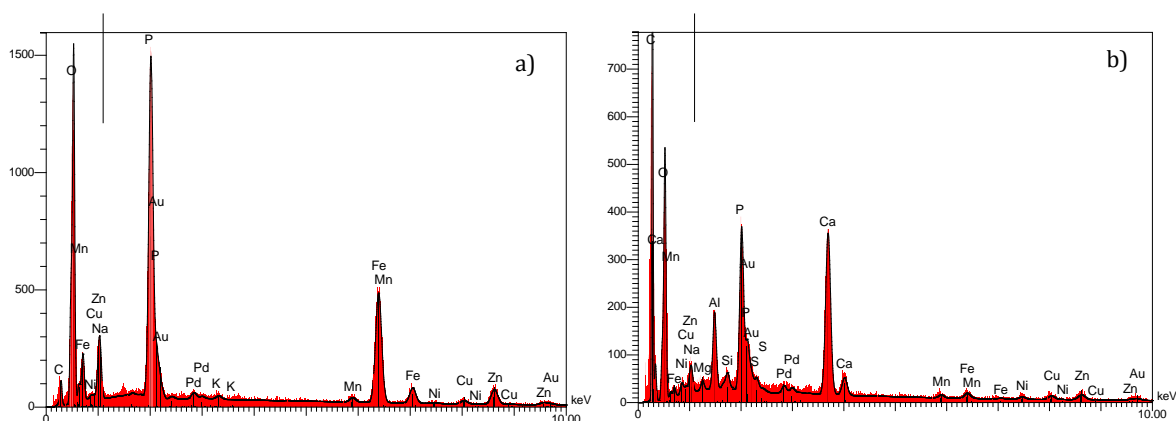 a)
1500
1000
500
0
P
O
Au
Mn
P
Zn
Cu
Na
Au
Fe
C
Ni
Pd
Pd
K
K
Fe
Mn
Mn
Fe
Ni
Cu
Ni
Zn
Cu
Au
Zn
keV
0
10.00
b)
700
600
500
400
300
200
100
0
C
O
Ca
Mn
P
Ca
Au
Al
Zn
Cu
Na
P
Au
S
S
Ni
Fe
Mg
Si
Pd
Pd
Ca
Mn
Fe
Mn
Fe
Ni
Cu
Ni
Zn
Cu
Au
Zn
keV
0
10.00